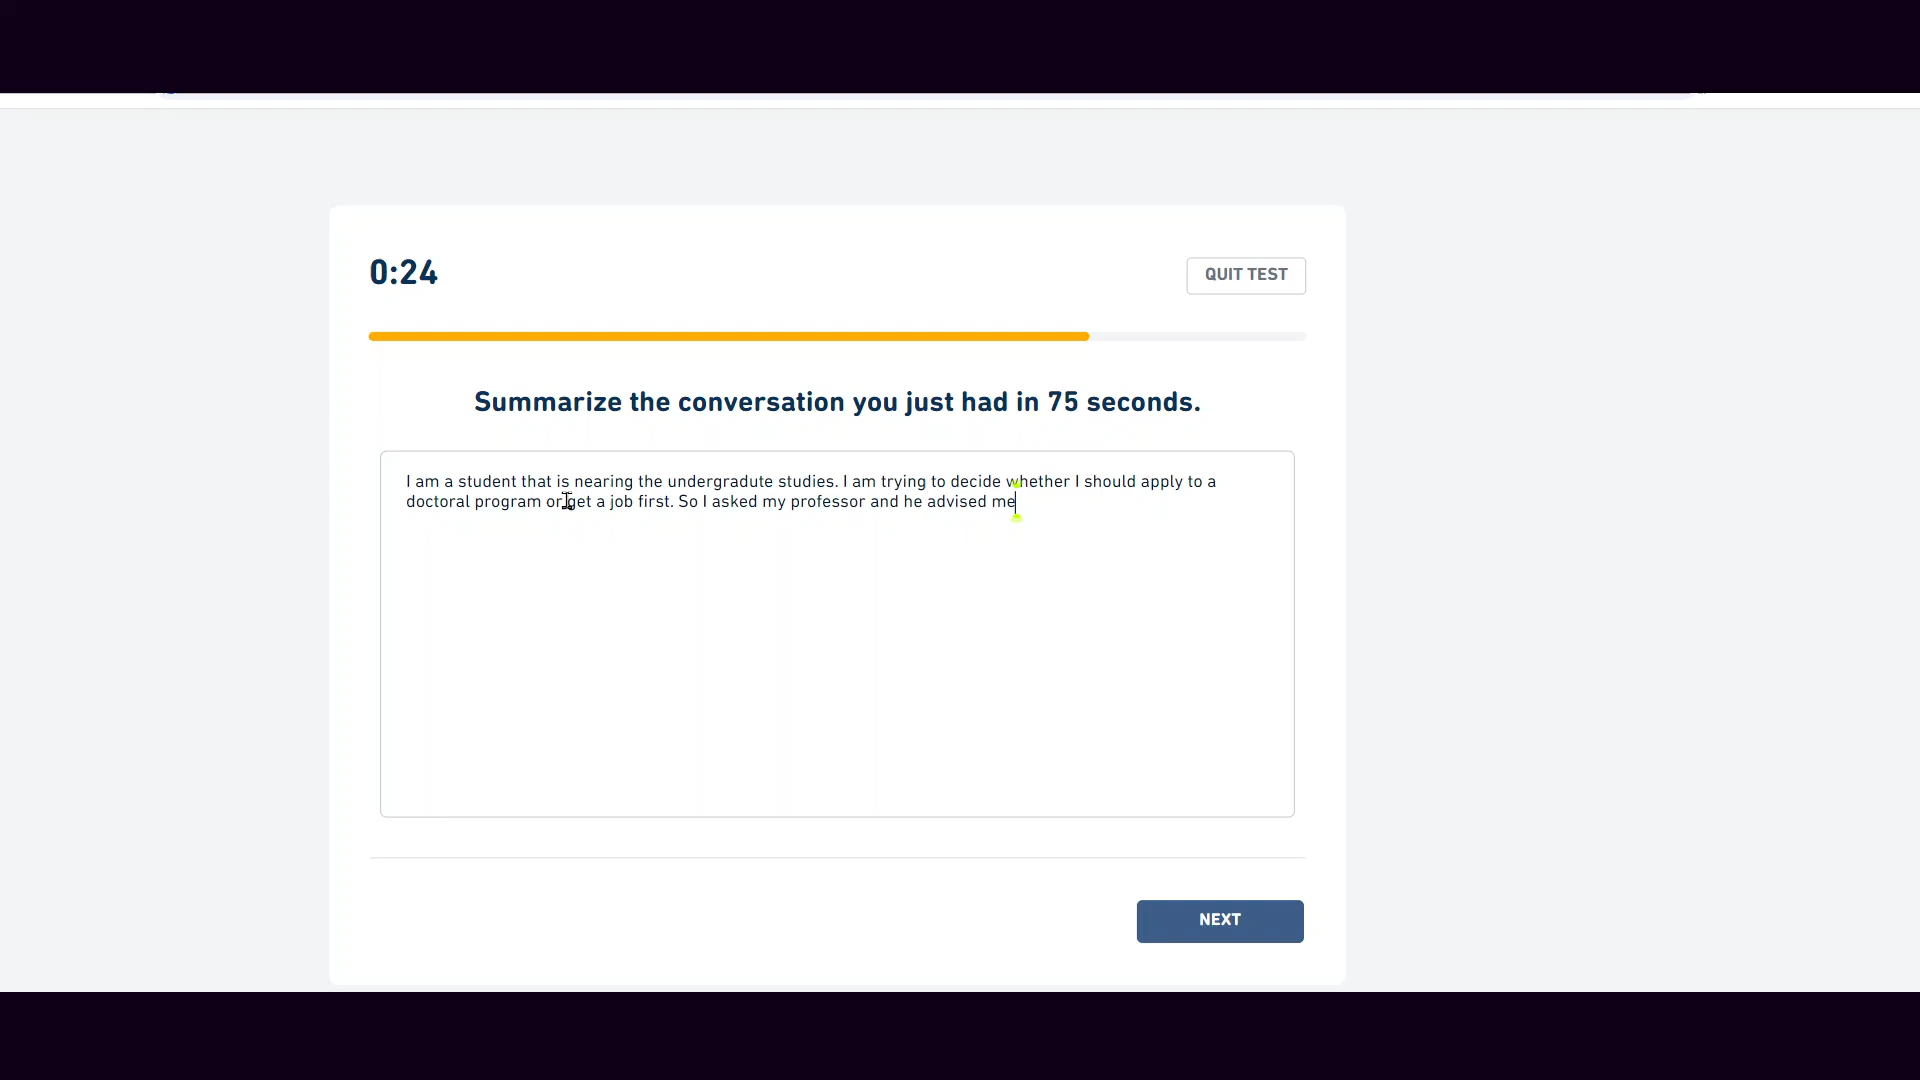 0:24
QUIT TEST
Summarize the conversation you just had in 75 seconds.
I am a student that is nearing the undergradute studies. I am trying to decide whether I should apply to a
doctoral program or get a job first. So I asked my professor and he advised me
NEXT